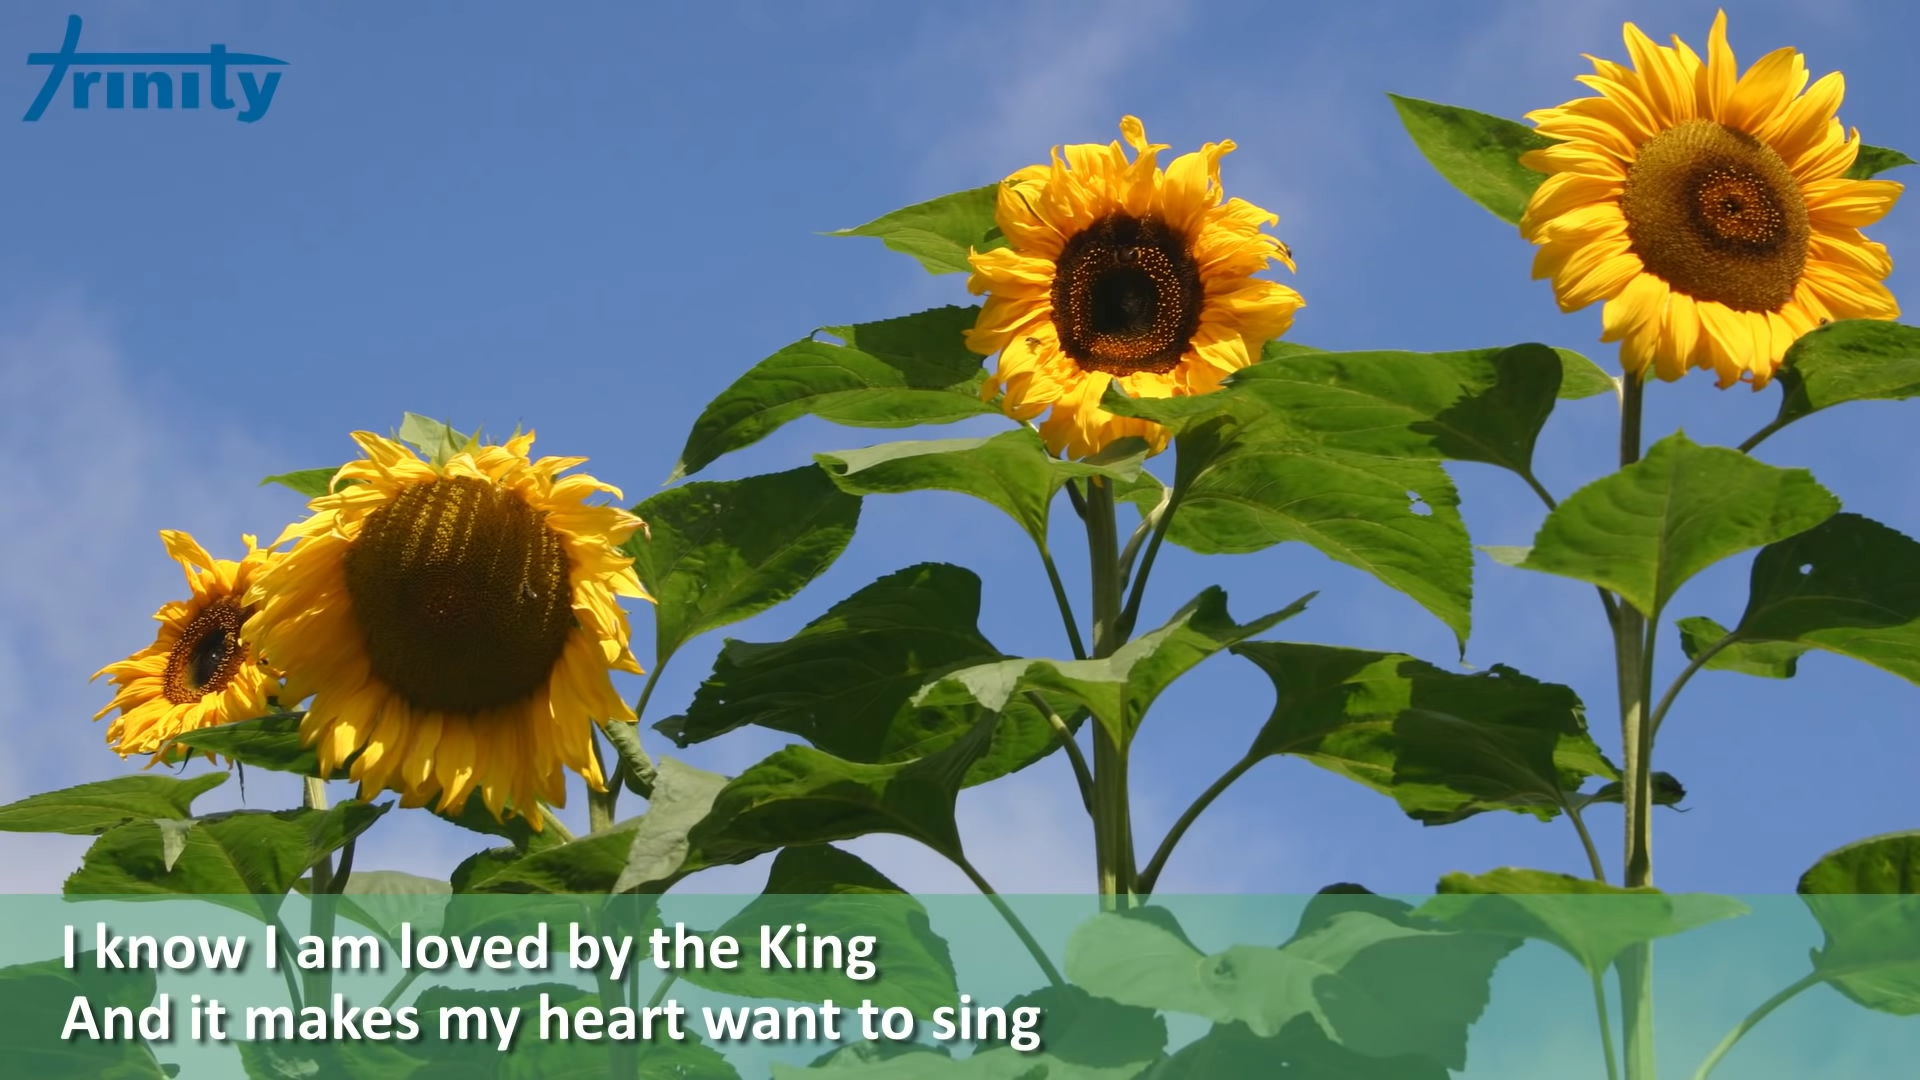 Trinity
I know I am loved by the King
And it makes my heart want to sing